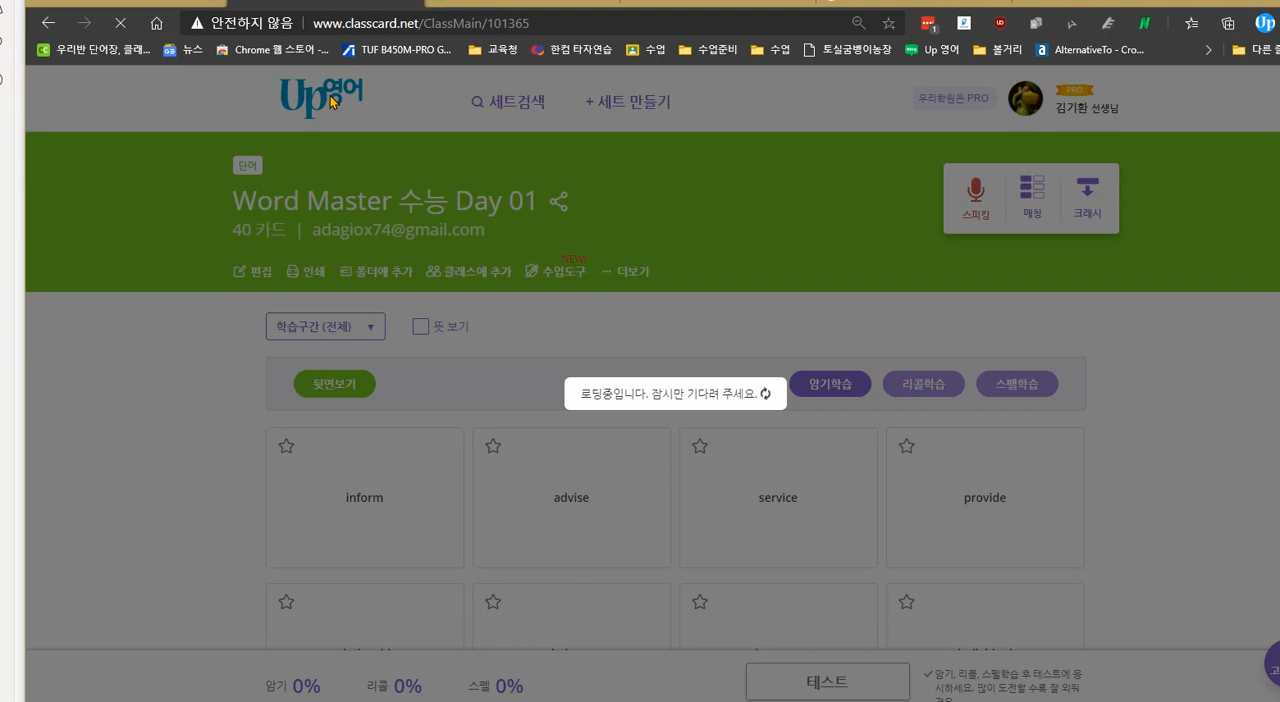 안전하지 않음 | www.classcard.net/ClassMain/101365
우리반 단어장, 클래... 뉴스 Chrome 웹 스토어 -... TUF B450M-PRO G... 교육청 한컴 타자연습 수업 수업준비 수업 토실굼벵이농장 Up 영어 볼거리 AlternativeTo - Cro... 다른 즐
Up영어 세트검색 + 세트 만들기 우리학원은 PRO PRO
김기환 선생님
단어
Word Master 수능 Day 01
40 카드 | adagiox74@gmail.com
스피킹 매칭 크래시
NEW!
편집 인쇄 폴더에 추가 클래스에 추가 수업도구 ... 더보기
학습구간 (전체) 뜻 보기
뒷면보기 로딩중입니다. 잠시만 기다려 주세요. 암기학습 리콜학습 스펠학습
inform advise service provide
암기 0% 리콜 0% 스펠 0% 테스트
암기, 리콜, 스펠학습 후 테스트에 응
시하세요. 많이 도전할 수록 잘 외워